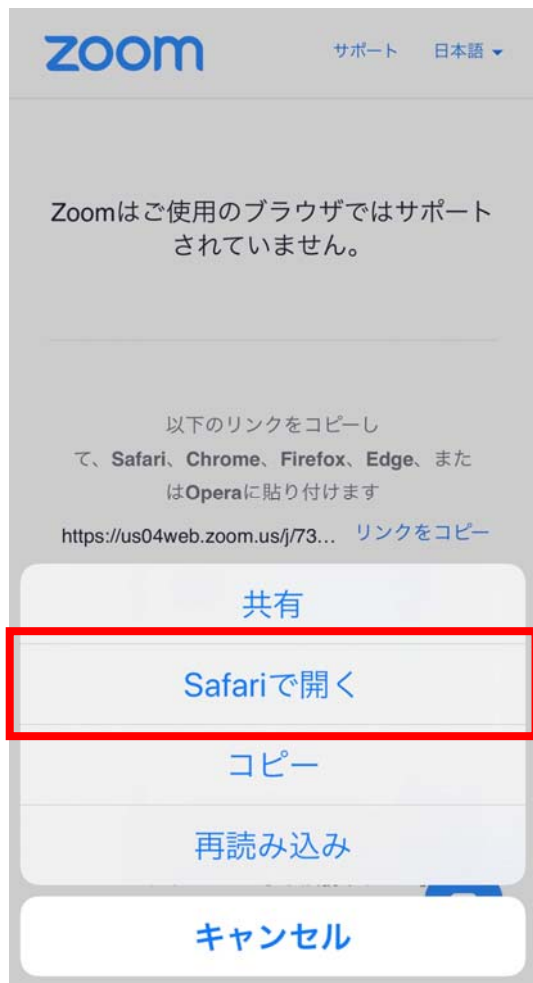 zoom サポート 日本語
Zoomはご使用のブラウザではサポート
されていません。
以下のリンクをコピーし
て、Safari、Chrome、Firefox、Edge、また
はOperaに貼り付けます
https://us04web.zoom.us/j/73... リンクをコピー
共有
Safariで開く
コピー
再読み込み
キャンセル